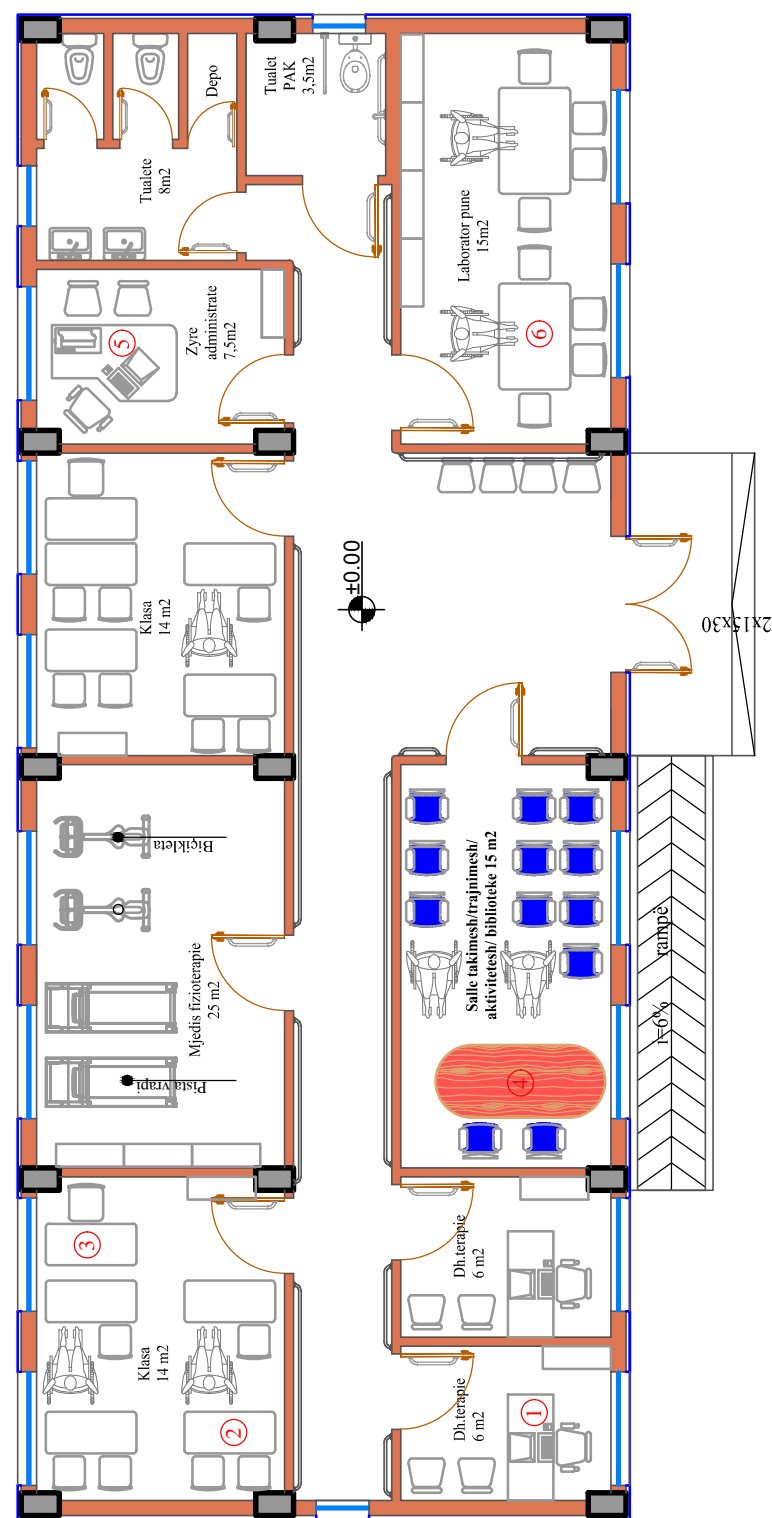 Depo
Tualet
PAK
3,5m2
Tualete
8m2
Laborator pune
15m2
Zyre
administrate
7,5m2
5
6
Klasa
14 m2
±0.00
2x15x30
Biçikleta
Mjedis fizioterapie
25 m2
Pista vrapi
Salle takimesh/trajnimesh/
aktivitetesh/ biblioteke 15 m2
4
i=6% rampë
3
Klasa
14 m2
2
Dh.terapie
6 m2
Dh.terapie
6 m2
1